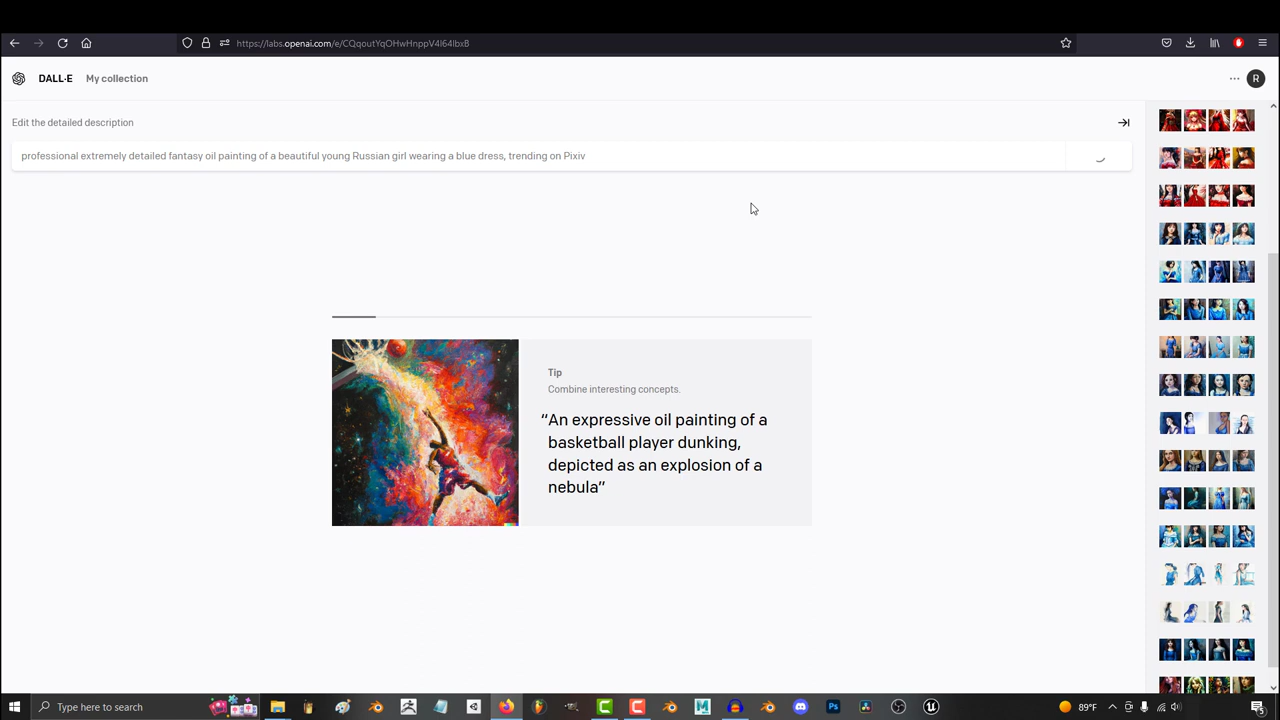 https://labs.openai.com/e/CQqoutYqOHwHnppV4l64lbxB
DALL·E
My collection
R
Edit the detailed description
professional extremely detailed fantasy oil painting of a beautiful young Russian girl wearing a blue dress, trending on Pixiv
Tip
Combine interesting concepts.
“An expressive oil painting of a
basketball player dunking,
depicted as an explosion of a
nebula”
Type here to search
89°F